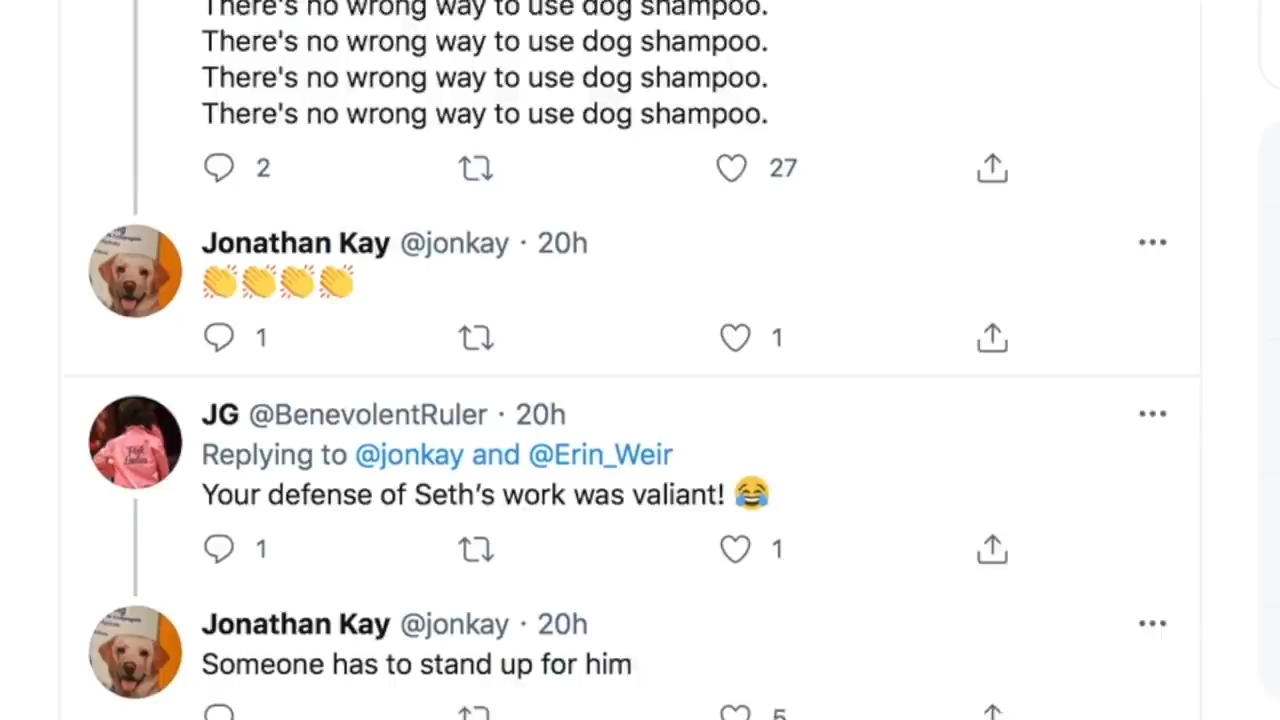 There's no wrong way to use dog shampoo.
There's no wrong way to use dog shampoo.
There's no wrong way to use dog shampoo.
There's no wrong way to use dog shampoo.
2 27
Jonathan Kay @jonkay · 20h
👏👏👏👏
1 1
JG @BenevolentRuler · 20h
Replying to @jonkay and @Erin_Weir
Your defense of Seth's work was valiant! 😂
1 1
Jonathan Kay @jonkay · 20h
Someone has to stand up for him
5